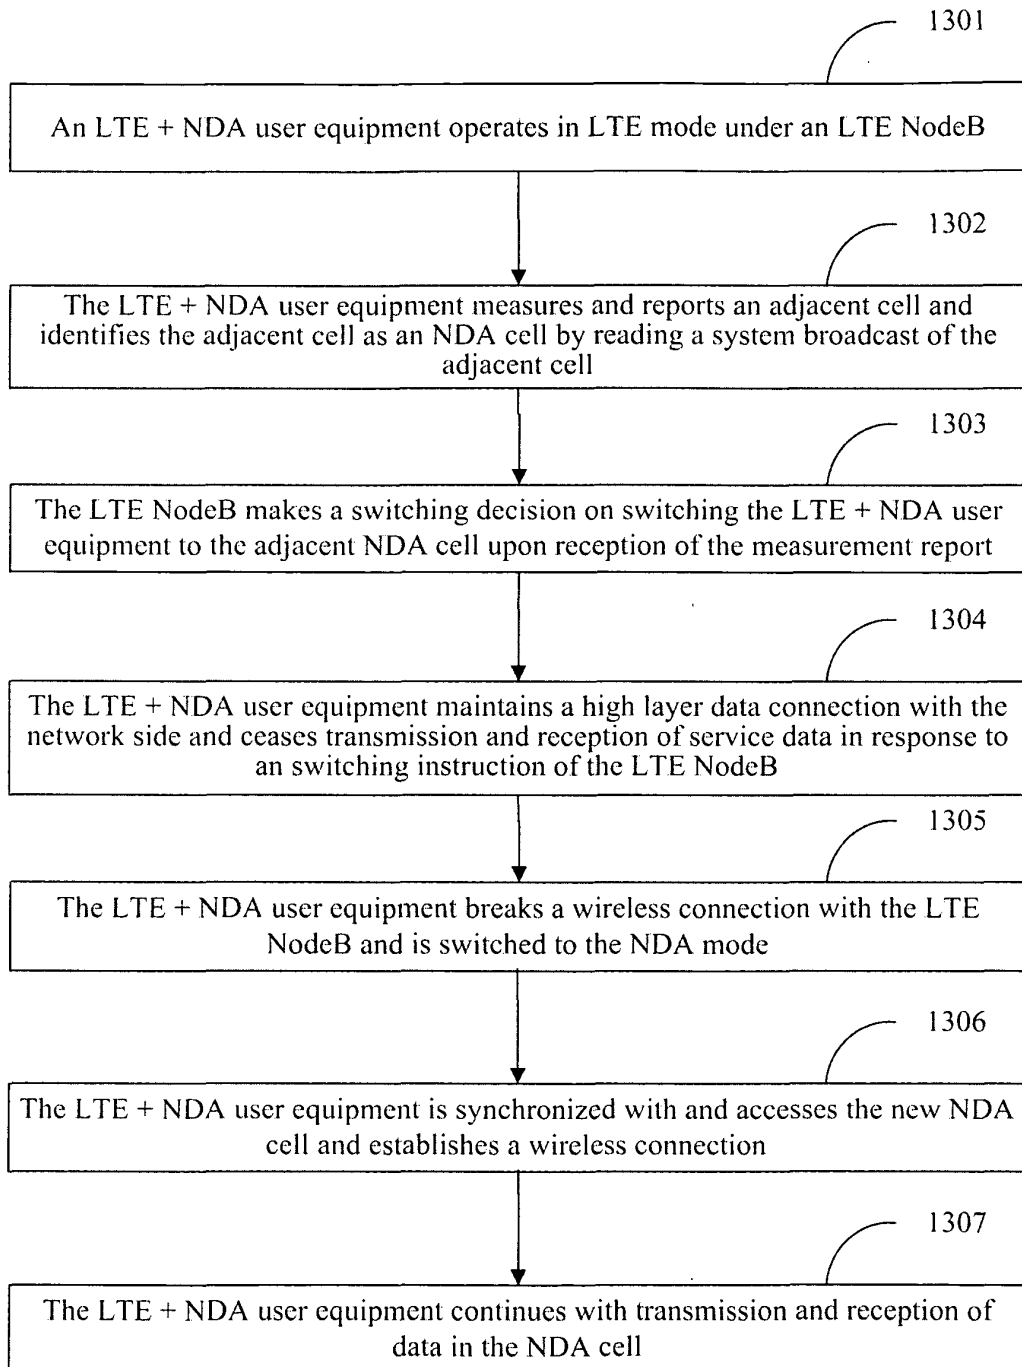 1301
An LTE + NDA user equipment operates in LTE mode under an LTE NodeB
1302
The LTE + NDA user equipment measures and reports an adjacent cell and
identifies the adjacent cell as an NDA cell by reading a system broadcast of the
adjacent cell
1303
The LTE NodeB makes a switching decision on switching the LTE + NDA user
equipment to the adjacent NDA cell upon reception of the measurement report
1304
The LTE + NDA user equipment maintains a high layer data connection with the
network side and ceases transmission and reception of service data in response to
an switching instruction of the LTE NodeB
1305
The LTE + NDA user equipment breaks a wireless connection with the LTE
NodeB and is switched to the NDA mode
1306
The LTE + NDA user equipment is synchronized with and accesses the new NDA
cell and establishes a wireless connection
1307
The LTE + NDA user equipment continues with transmission and reception of
data in the NDA cell